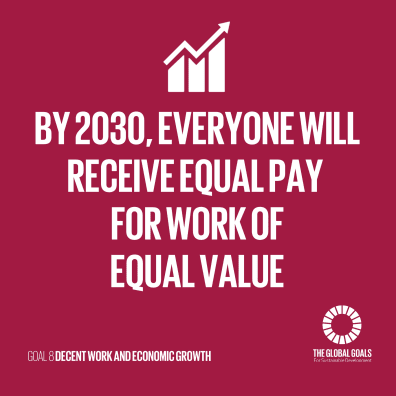 BY 2030, EVERYONE WILL
RECEIVE EQUAL PAY
FOR WORK OF
EQUAL VALUE
GOAL 8 DECENT WORK AND ECONOMIC GROWTH
THE GLOBAL GOALS
For Sustainable Development